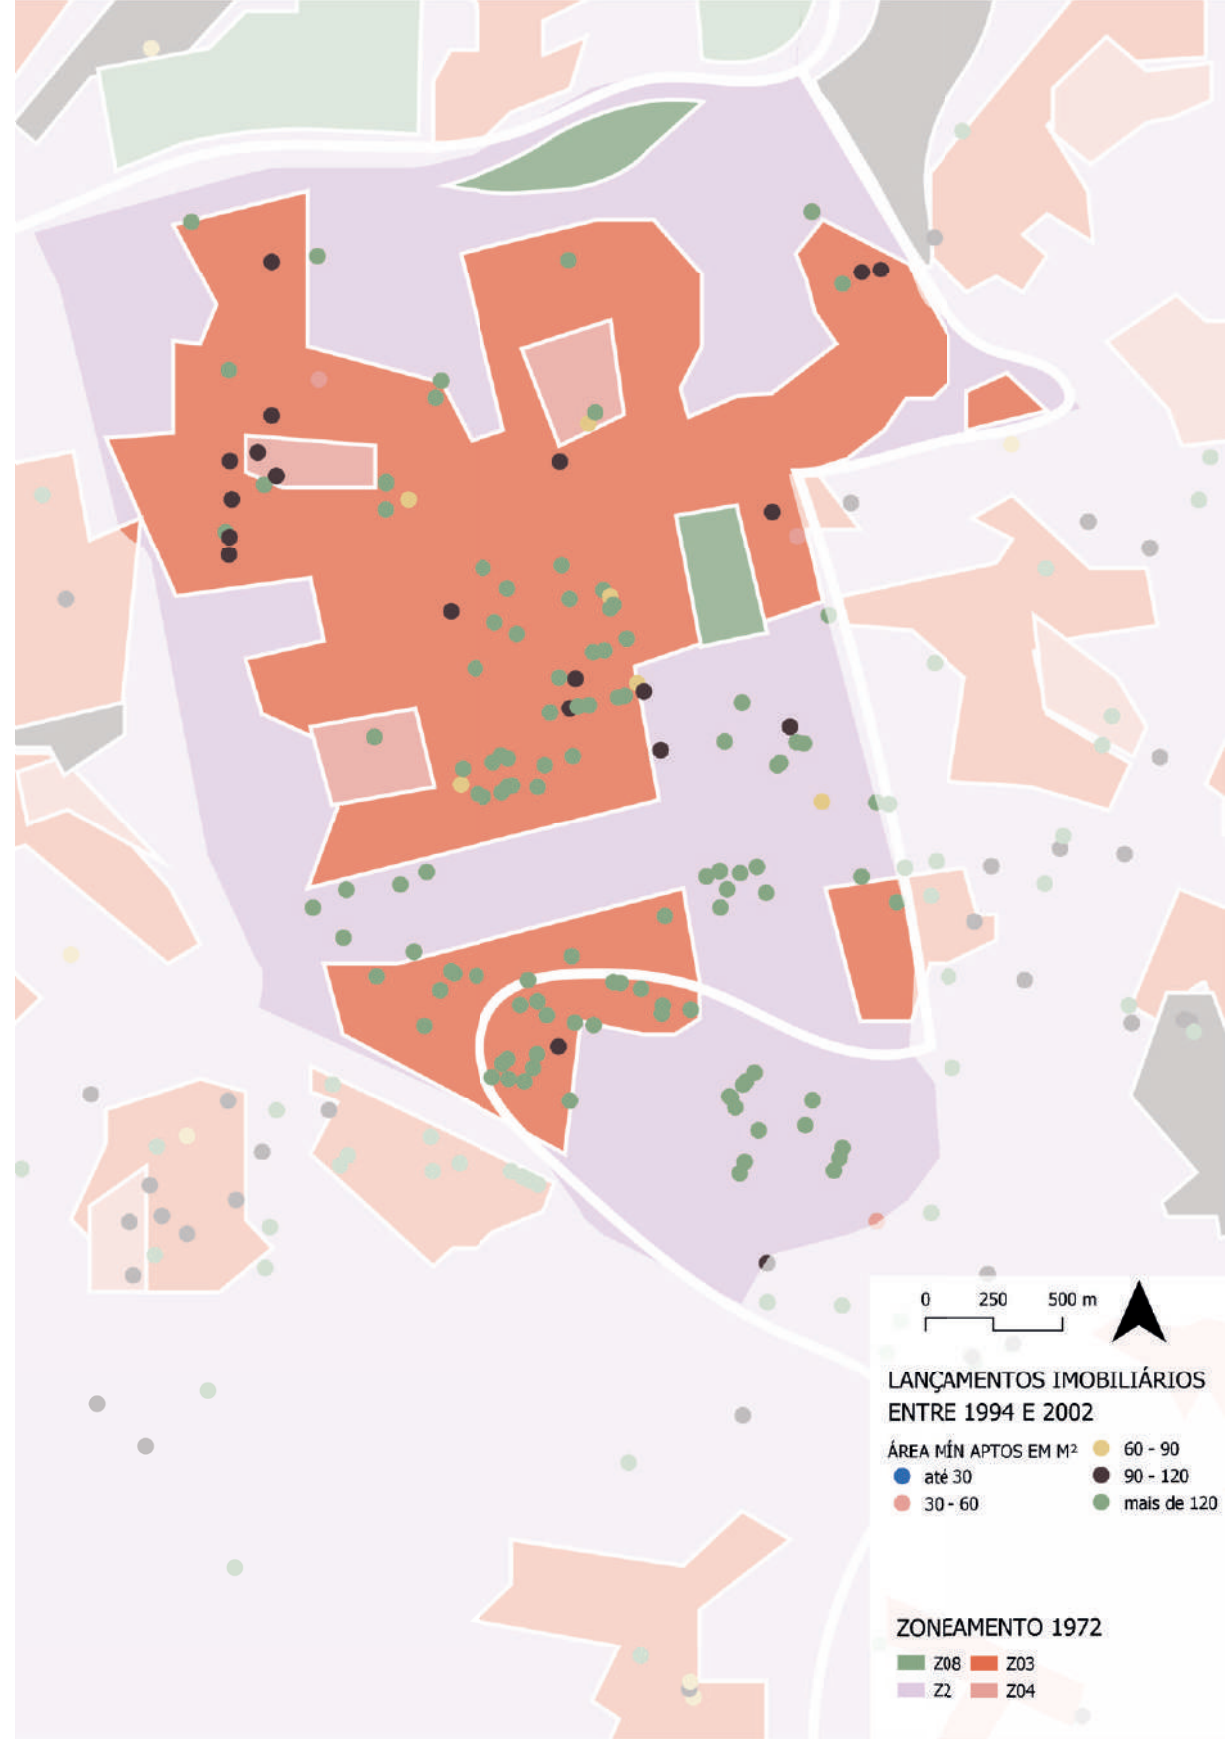 0 250 500 m
LANÇAMENTOS IMOBILIÁRIOS
ENTRE 1994 E 2002
ÁREA MÍN APTOS EM M²
até 30
30 - 60
60 - 90
90 - 120
mais de 120
ZONEAMENTO 1972
Z08
Z2
Z03
Z04